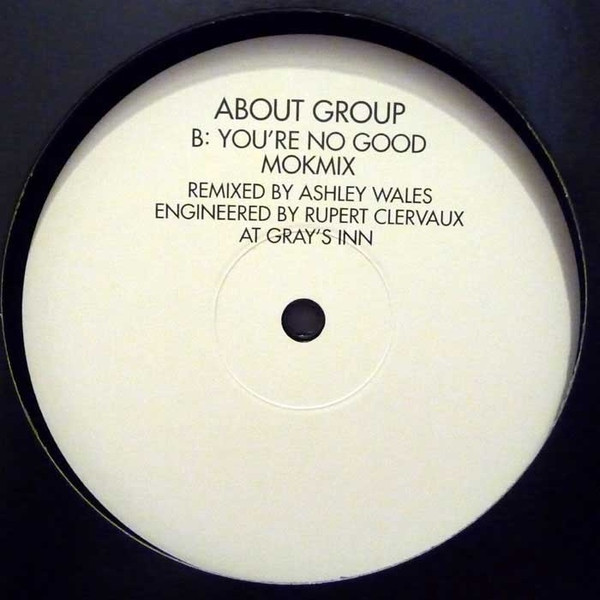 ABOUT GROUP
B: YOU'RE NO GOOD
MOKMIX
REMIXED BY ASHLEY WALES
ENGINEERED BY RUPERT CLERVAUX
AT GRAY'S INN